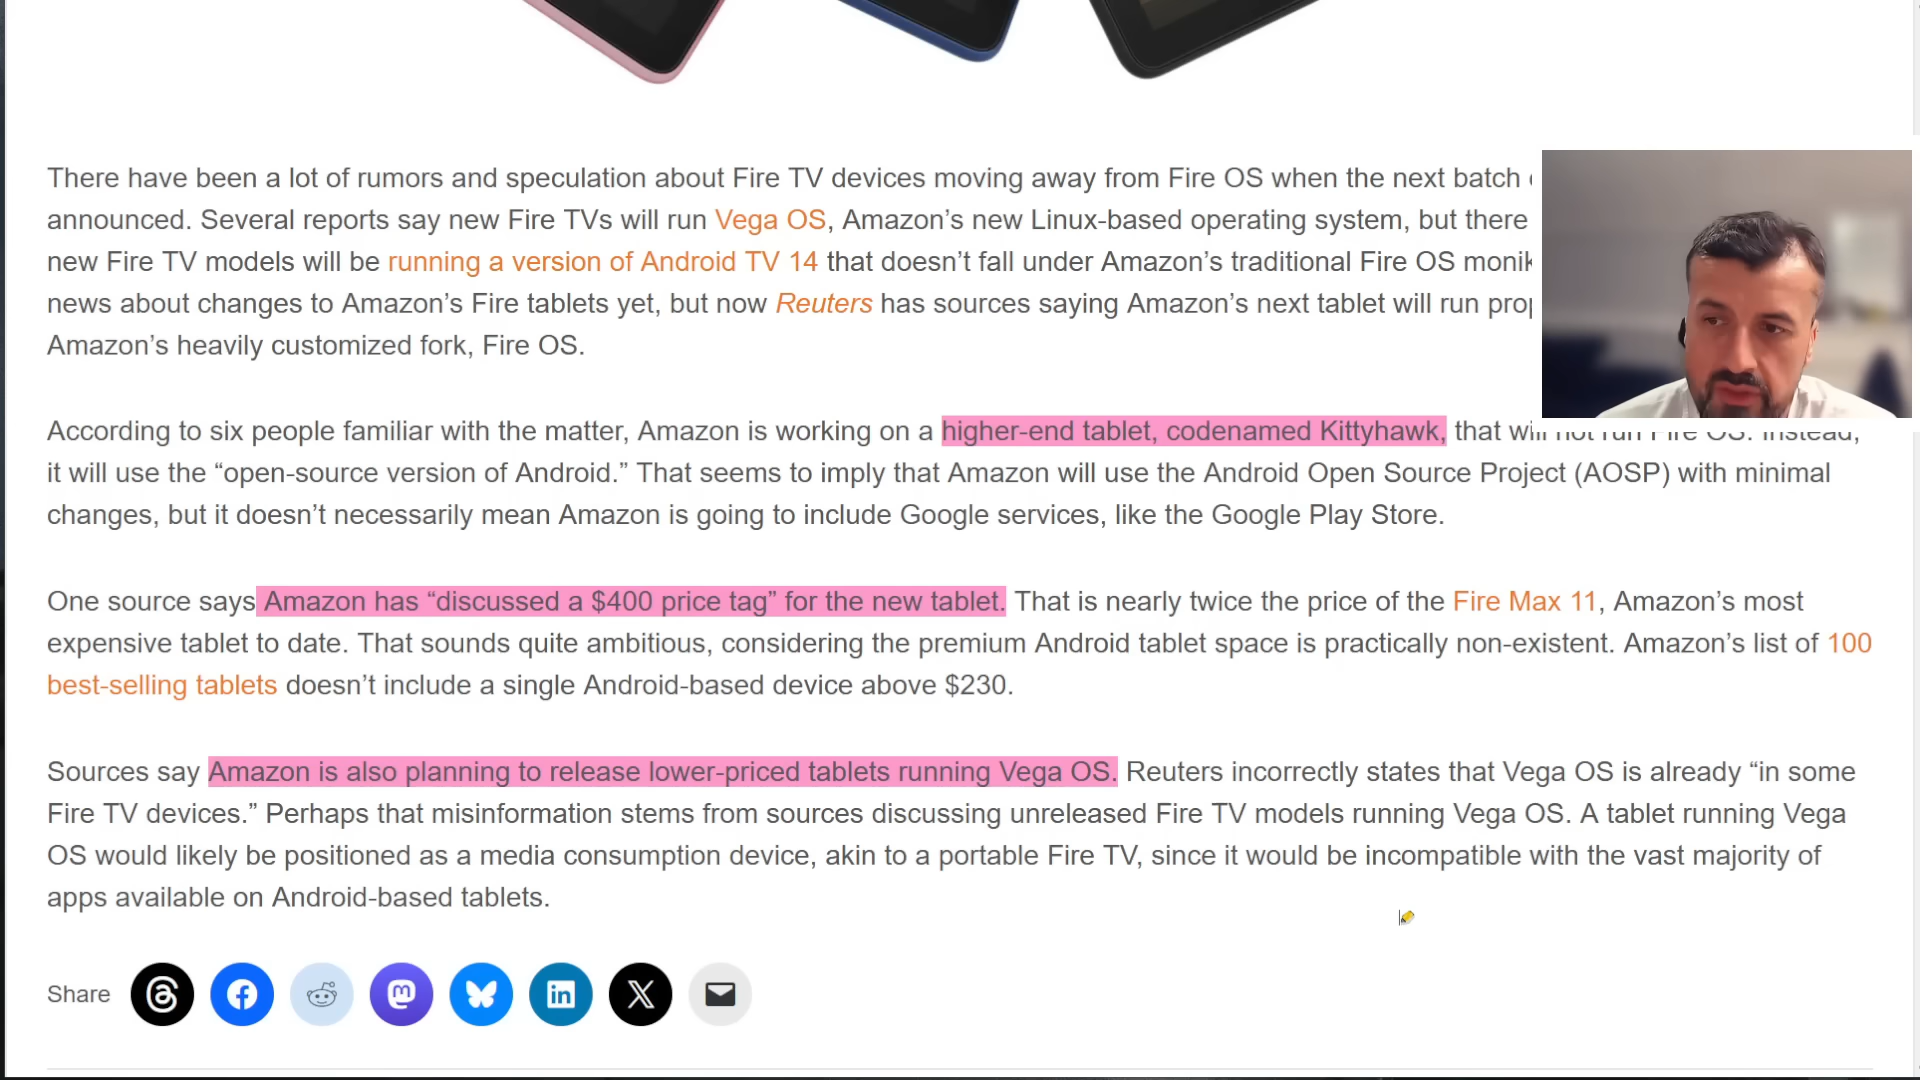 There have been a lot of rumors and speculation about Fire TV devices moving away from Fire OS when the next batch
announced. Several reports say new Fire TVs will run Vega OS, Amazon’s new Linux-based operating system, but there
new Fire TV models will be running a version of Android TV 14 that doesn’t fall under Amazon’s traditional Fire OS
news about changes to Amazon’s Fire tablets yet, but now Reuters has sources saying Amazon’s next tablet will run
Amazon’s heavily customized fork, Fire OS.
According to six people familiar with the matter, Amazon is working on a higher-end tablet, codenamed Kittyhawk, that will not run Fire OS. Instead,
it will use the “open-source version of Android.” That seems to imply that Amazon will use the Android Open Source Project (AOSP) with minimal
changes, but it doesn’t necessarily mean Amazon is going to include Google services, like the Google Play Store.
One source says Amazon has “discussed a $400 price tag” for the new tablet. That is nearly twice the price of the Fire Max 11, Amazon’s most
expensive tablet to date. That sounds quite ambitious, considering the premium Android tablet space is practically non-existent. Amazon’s list of 100
best-selling tablets doesn’t include a single Android-based device above $230.
Sources say Amazon is also planning to release lower-priced tablets running Vega OS. Reuters incorrectly states that Vega OS is already “in some
Fire TV devices.” Perhaps that misinformation stems from sources discussing unreleased Fire TV models running Vega OS. A tablet running Vega
OS would likely be positioned as a media consumption device, akin to a portable Fire TV, since it would be incompatible with the vast majority of
apps available on Android-based tablets.
Share